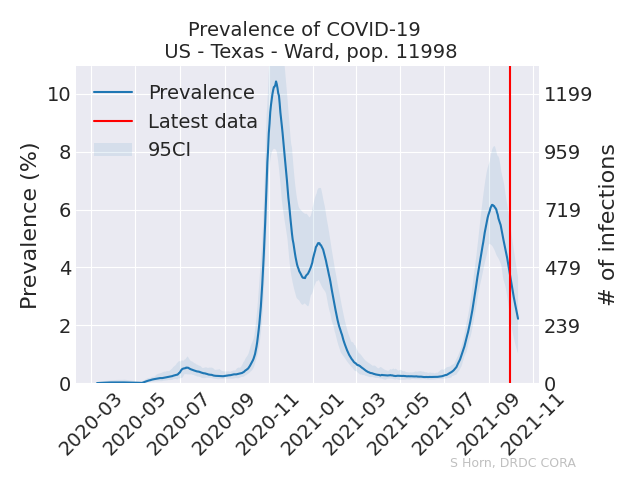 Prevalence of COVID-19
US - Texas - Ward, pop. 11998
Prevalence (%)
10
8
6
4
2
0
Prevalence
Latest data
95CI
1199
959
719
479
239
0
# of infections
2020-03
2020-05
2020-07
2020-09
2020-11
2021-01
2021-03
2021-05
2021-07
2021-09
2021-11
S Horn, DRDC CORA